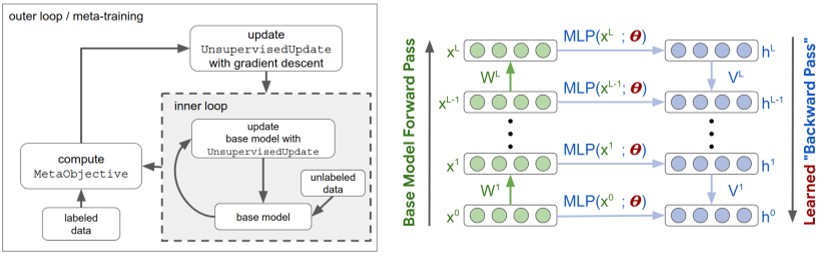 outer loop / meta-training
update
UnsupervisedUpdate
with gradient descent
inner loop
update
base model with
UnsupervisedUpdate
compute
MetaObjective
unlabeled
data
labeled
data
base model
Base Model Forward Pass
x^L
MLP(x^L ; Θ)
h^L
W^L
V^L
x^L-1
MLP(x^L-1; Θ)
h^L-1
x^1
MLP(x^1 ; Θ)
h^1
W^1
V^1
x^0
MLP(x^0 ; Θ)
h^0
Learned "Backward Pass"